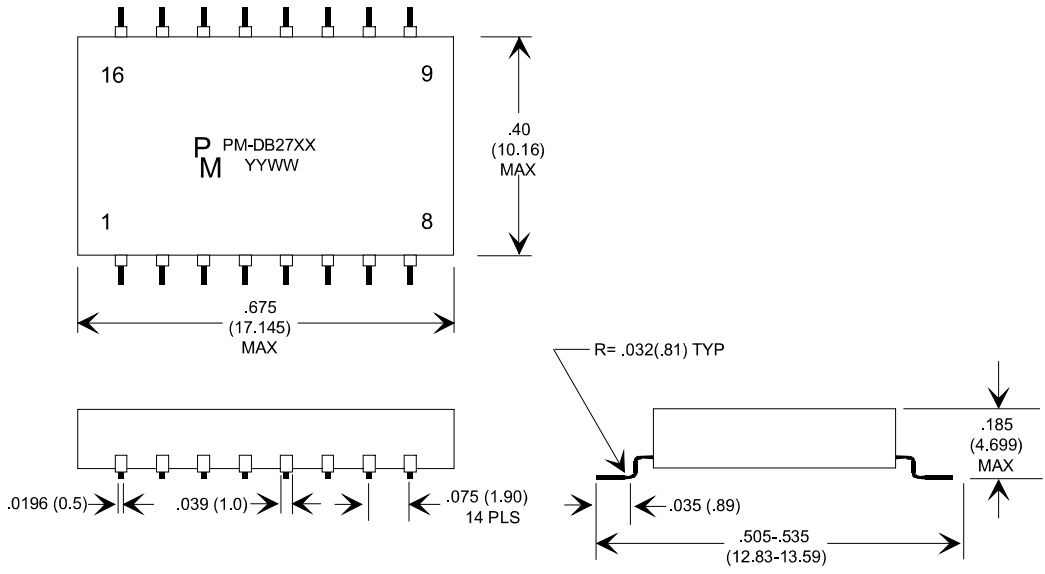 16
9
P PM-DB27XX
M YYWW
1
8
.40
(10.16)
MAX
.675
(17.145)
MAX
R= .032(.81) TYP
.185
(4.699)
MAX
.0196 (0.5)
.039 (1.0)
.075 (1.90)
14 PLS
.035 (.89)
.505-.535
(12.83-13.59)